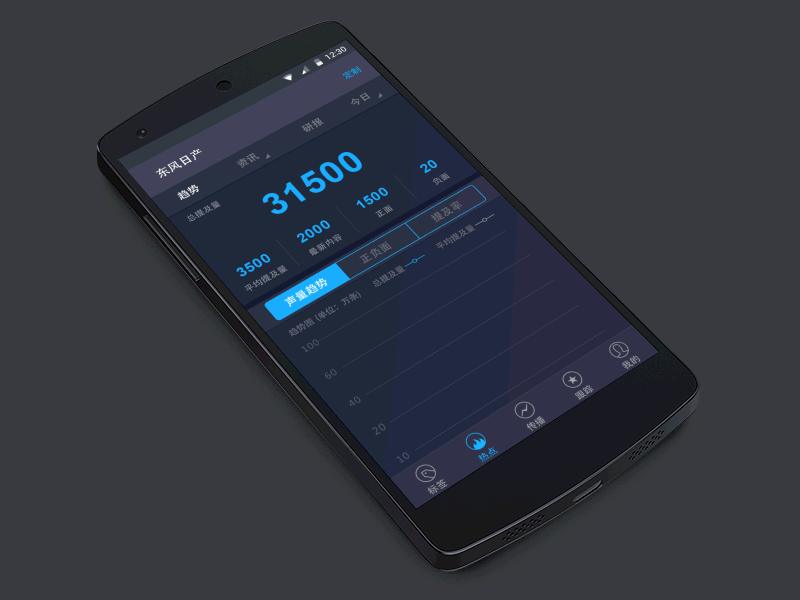 12:30
东风日产
定制
趋势 资讯 研报 今日
总提及量
31500
3500 2000 1500 20
平均提及量 最新内容 正面 负面
声量趋势 正负面 提及率
趋势图 (单位：万条) 总提及量 平均提及量
100
60
40
20
10
标签 热点 传播 跟踪 我的